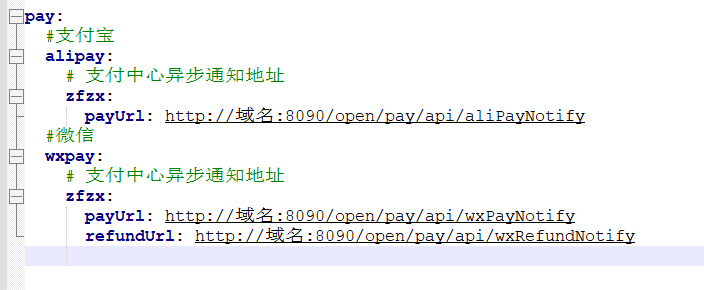 pay:
#支付宝
alipay:
# 支付中心异步通知地址
zfzx:
payUrl: http://域名:8090/open/pay/api/aliPayNotify
#微信
wxpay:
# 支付中心异步通知地址
zfzx:
payUrl: http://域名:8090/open/pay/api/wxPayNotify
refundUrl: http://域名:8090/open/pay/api/wxRefundNotify